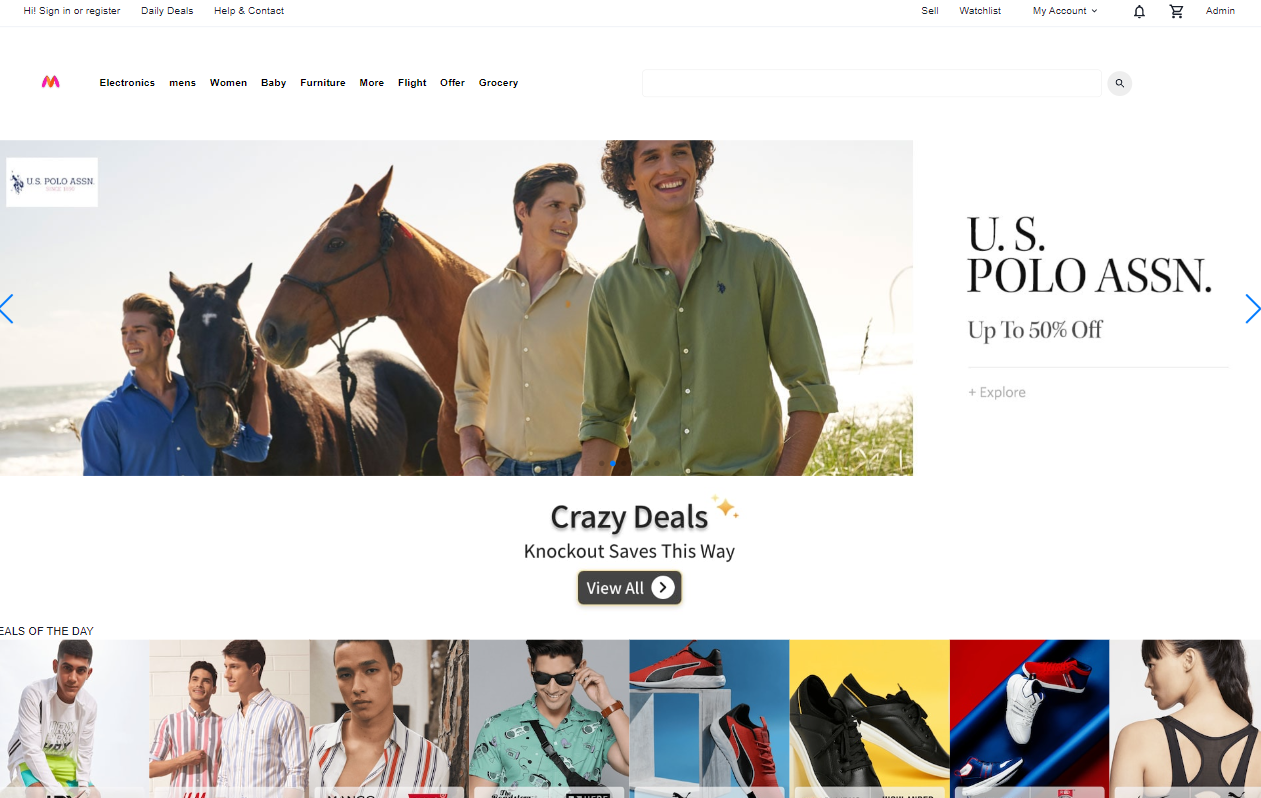 Hi! Sign in or register
Daily Deals
Help & Contact
Sell
Watchlist
My Account
Admin
Electronics
mens
Women
Baby
Furniture
More
Flight
Offer
Grocery
U.S. POLO ASSN.
SINCE 1890
U. S.
POLO ASSN.
Up To 50% Off
+ Explore
Crazy Deals
Knockout Saves This Way
View All
EALS OF THE DAY